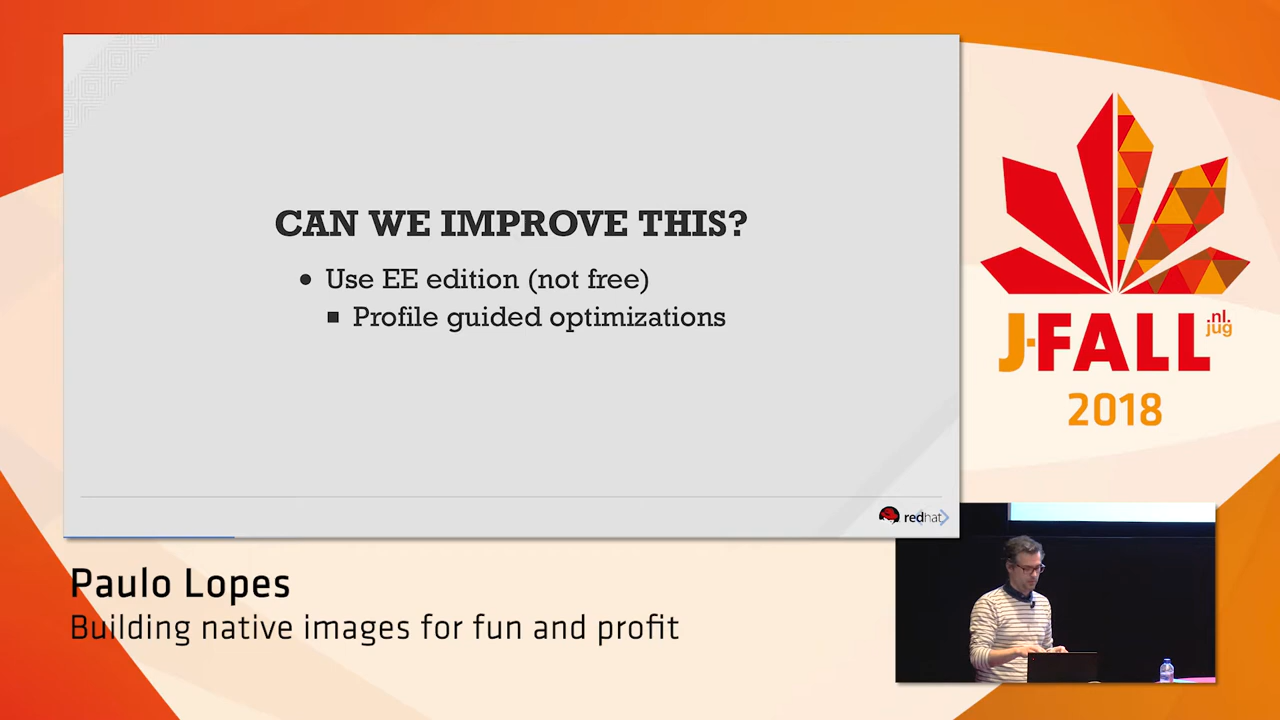 CAN WE IMPROVE THIS?
Use EE edition (not free)
Profile guided optimizations
redhat
J-FALL
nl.
jug
2018
Paulo Lopes
Building native images for fun and profit